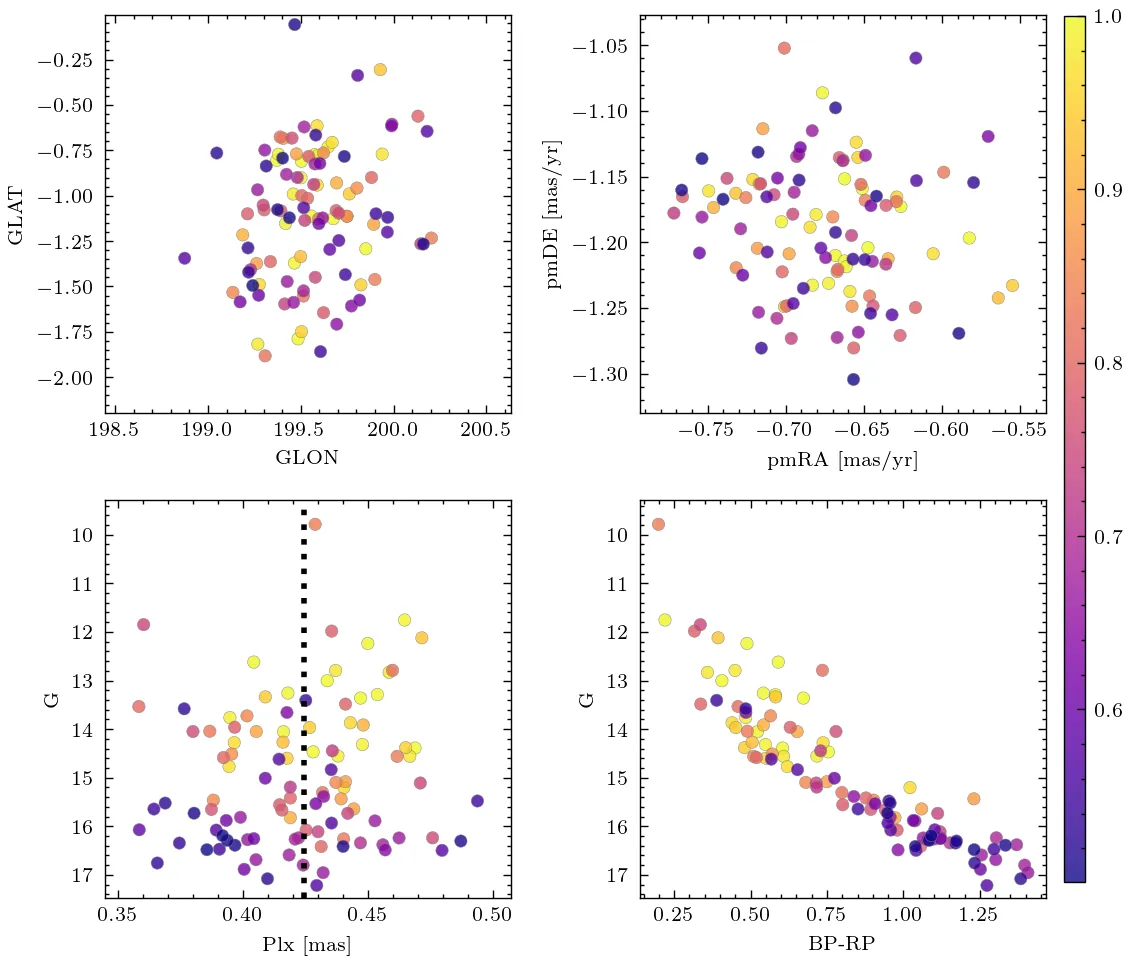 −0.25
−0.50
−0.75
−1.00
−1.25
−1.50
−1.75
−2.00
GLAT
198.5 199.0 199.5 200.0 200.5
GLON
−1.05
−1.10
−1.15
−1.20
−1.25
−1.30
pmDE [mas/yr]
−0.75 −0.70 −0.65 −0.60 −0.55
pmRA [mas/yr]
10
11
12
13
14
15
16
17
G
0.35 0.40 0.45 0.50
Plx [mas]
10
11
12
13
14
15
16
17
G
0.25 0.50 0.75 1.00 1.25
BP-RP
1.0
0.9
0.8
0.7
0.6